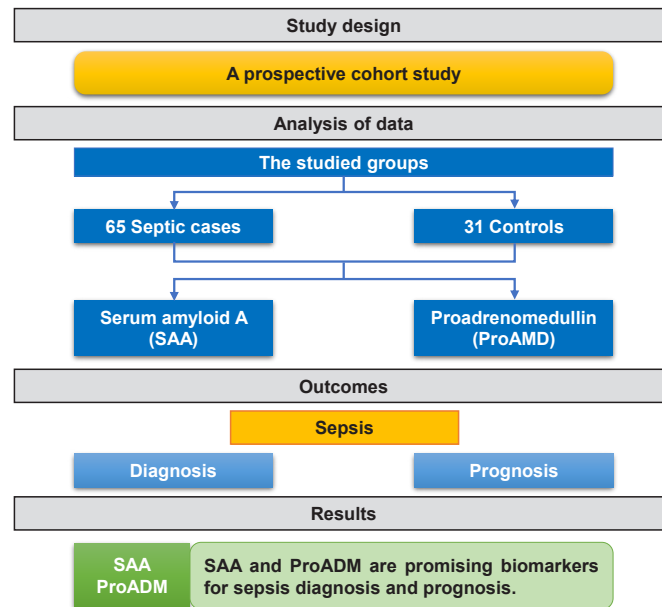 Study design
A prospective cohort study
Analysis of data
The studied groups
65 Septic cases
31 Controls
Serum amyloid A
(SAA)
Proadrenomedullin
(ProAMD)
Outcomes
Sepsis
Diagnosis
Prognosis
Results
SAA
ProADM
SAA and ProADM are promising biomarkers
for sepsis diagnosis and prognosis.